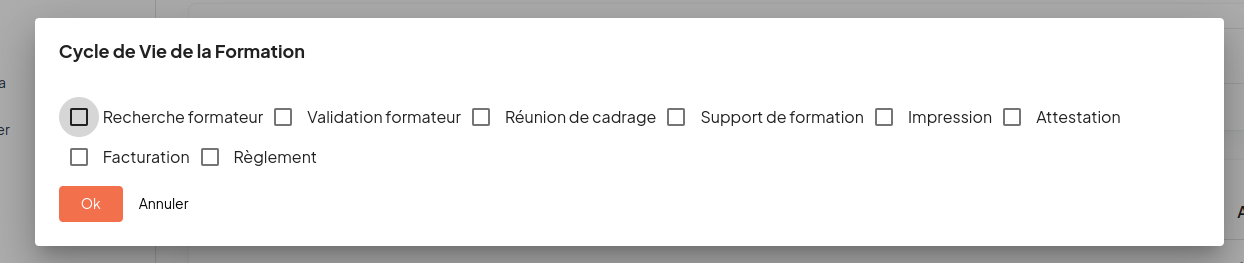 Cycle de Vie de la Formation
a
Recherche formateur Validation formateur Réunion de cadrage Support de formation Impression Attestation
er
Facturation Règlement
Ok Annuler
A